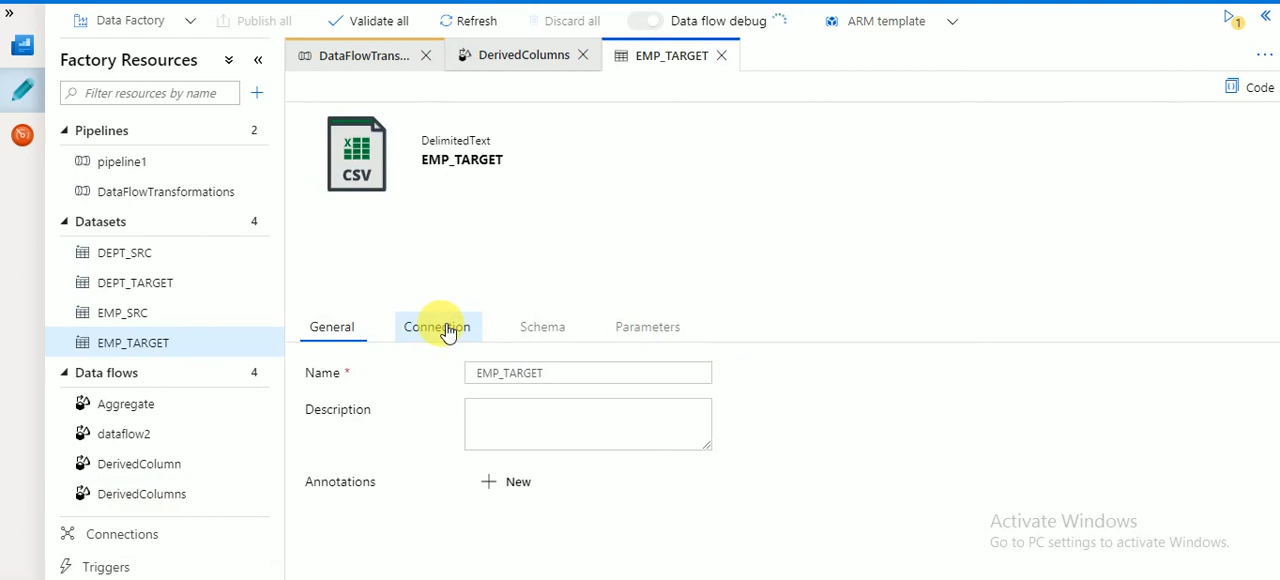 » Data Factory Publish all Validate all Refresh Discard all Data flow debug ARM template 1 «
Factory Resources «
DataFlowTrans... DerivedColumns EMP_TARGET ...
Filter resources by name +
Code
Pipelines 2
pipeline1
DataFlowTransformations
Datasets 4
DEPT_SRC
DEPT_TARGET
EMP_SRC
EMP_TARGET
Data flows 4
Aggregate
dataflow2
DerivedColumn
DerivedColumns
Connections
Triggers
X CSV
DelimitedText
EMP_TARGET
General Connection Schema Parameters
Name * EMP_TARGET
Description
Annotations + New
Activate Windows
Go to PC settings to activate Windows.